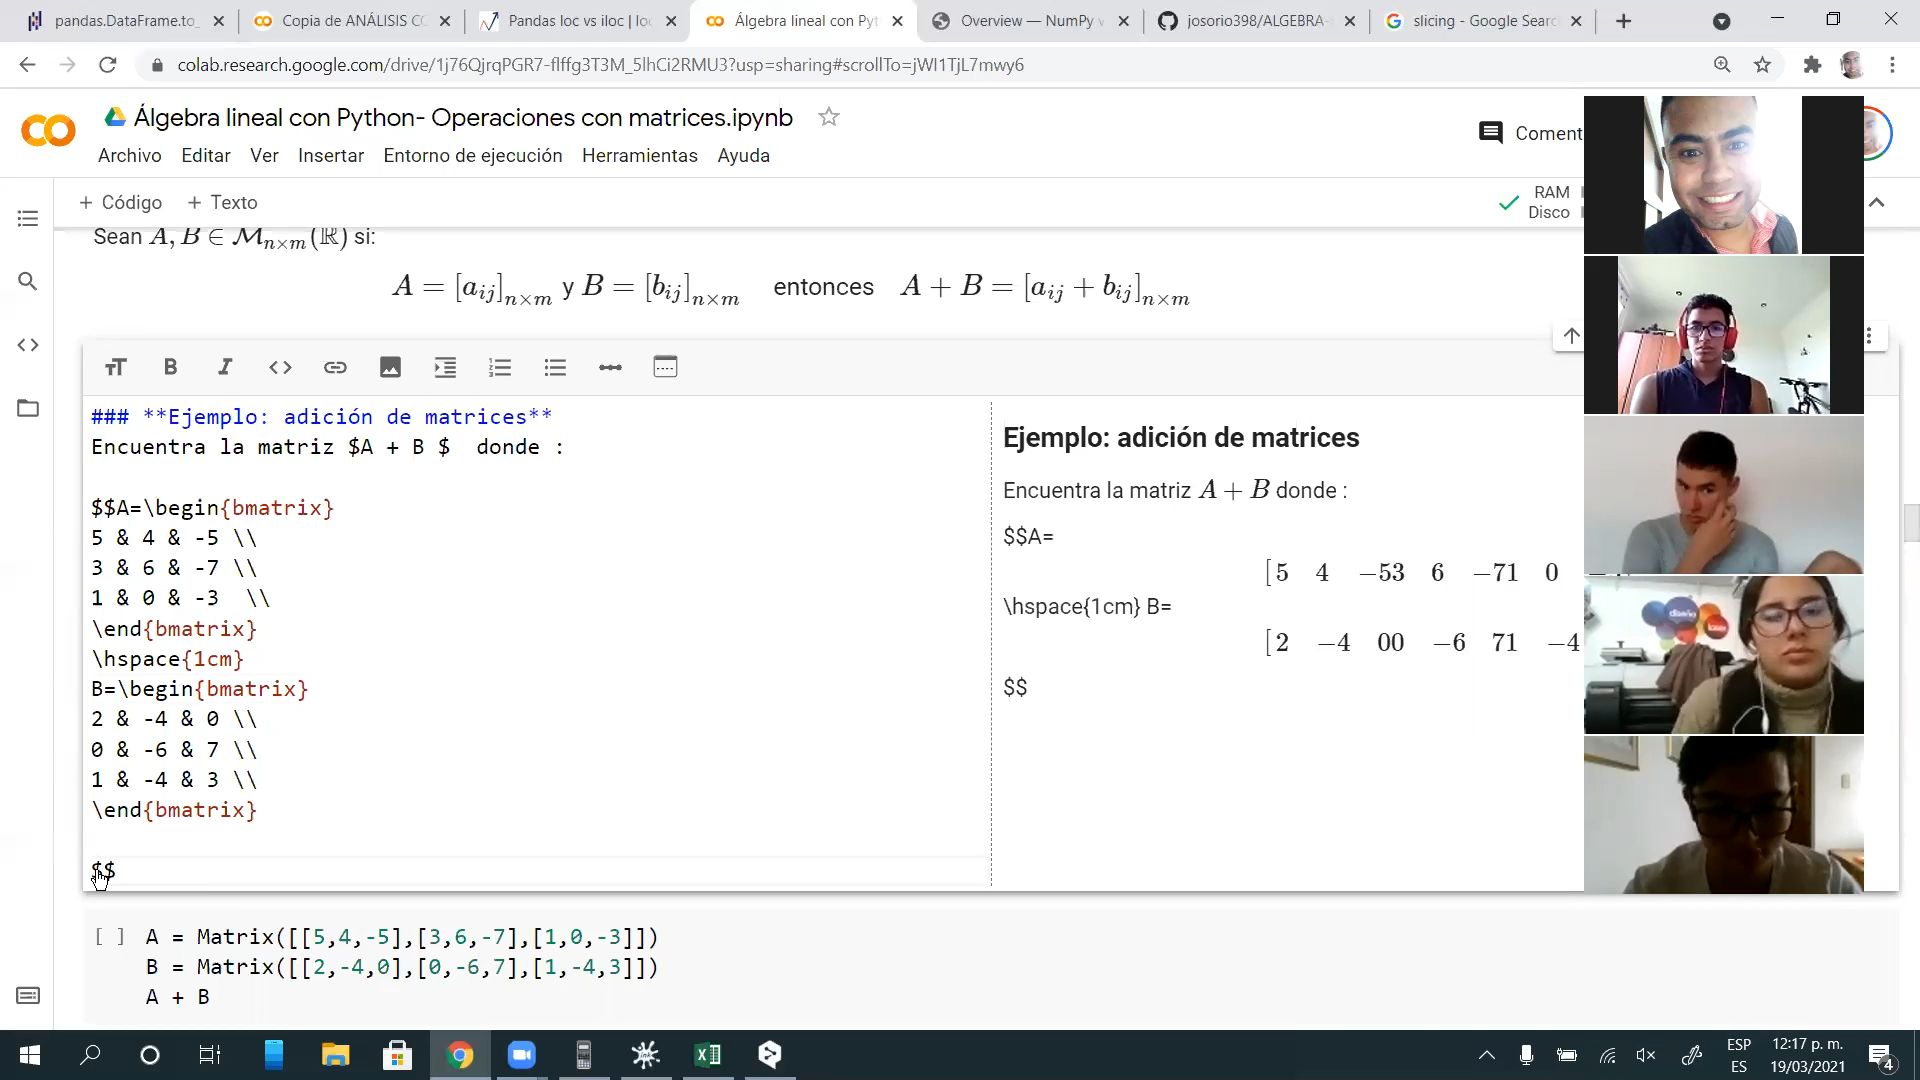 pandas.DataFrame.to_
Copia de ANÁLISIS CO
Pandas loc vs iloc | loc
Álgebra lineal con Pyt
Overview — NumPy v
josorio398/ALGEBRA-
slicing - Google Searc
colab.research.google.com/drive/1j76QjrqPGR7-flffg3T3M_5lhCi2RMU3?usp=sharing#scrollTo=jWI1TjL7mwy6
Álgebra lineal con Python- Operaciones con matrices.ipynb
Coment
Archivo Editar Ver Insertar Entorno de ejecución Herramientas Ayuda
+ Código + Texto
RAM
Disco
Sean A, B ∈ M_{n×m}(ℝ) si:
A = [a_{ij}]_{n×m} y B = [b_{ij}]_{n×m} entonces A + B = [a_{ij} + b_{ij}]_{n×m}
### **Ejemplo: adición de matrices**
Encuentra la matriz $A + B $  donde :
$$A=\begin{bmatrix}
5 & 4 & -5 \\
3 & 6 & -7 \\
1 & 0 & -3  \\
\end{bmatrix}
\hspace{1cm}
B=\begin{bmatrix}
2 & -4 & 0 \\
0 & -6 & 7 \\
1 & -4 & 3 \\
\end{bmatrix}
$$
Ejemplo: adición de matrices
Encuentra la matriz A + B donde :
$$A=
[5 4 −53 6 −71 0
\hspace{1cm} B=
[2 −4 00 −6 71 −4
$$
[ ] A = Matrix([[5,4,-5],[3,6,-7],[1,0,-3]])
B = Matrix([[2,-4,0],[0,-6,7],[1,-4,3]])
A + B
ESP
ES
12:17 p. m.
19/03/2021
4